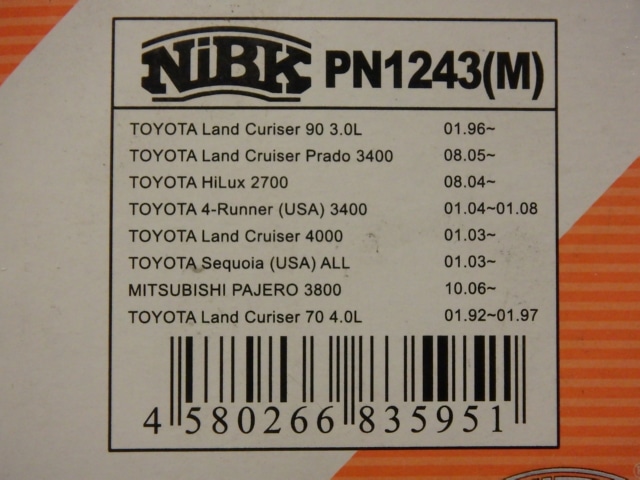 NiBK PN1243(M)
TOYOTA Land Curiser 90 3.0L 01.96~
TOYOTA Land Cruiser Prado 3400 08.05~
TOYOTA HiLux 2700 08.04~
TOYOTA 4-Runner (USA) 3400 01.04~01.08
TOYOTA Land Cruiser 4000 01.03~
TOYOTA Sequoia (USA) ALL 01.03~
MITSUBISHI PAJERO 3800 10.06~
TOYOTA Land Curiser 70 4.0L 01.92~01.97
4 580266 835951